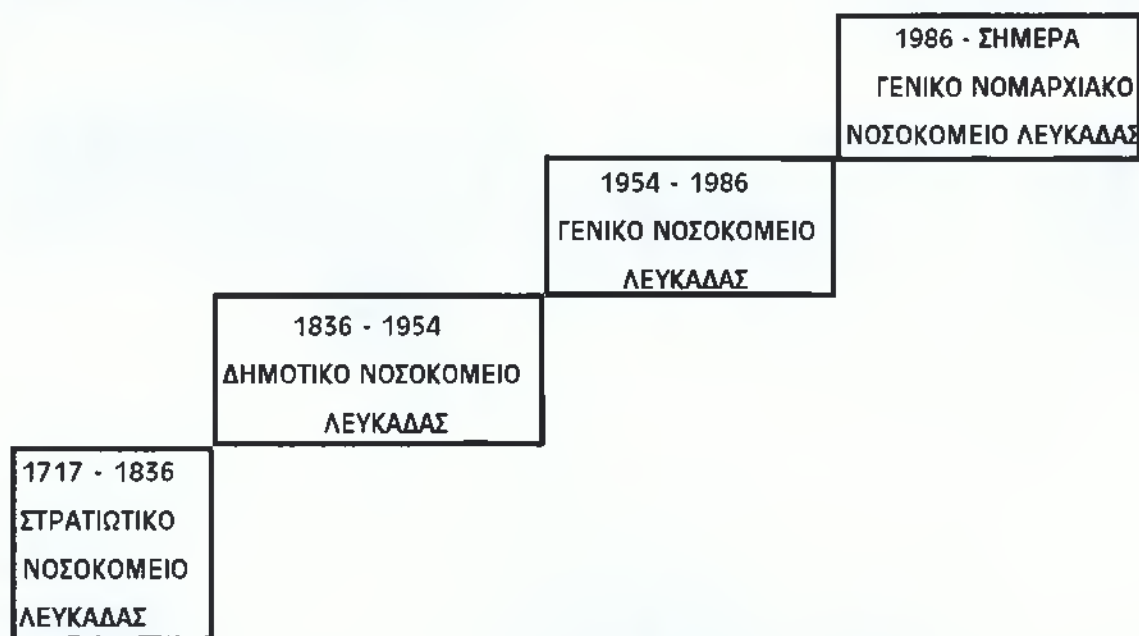 1986 - ΣΗΜΕΡΑ
ΓΕΝΙΚΟ ΝΟΜΑΡΧΙΑΚΟ
ΝΟΣΟΚΟΜΕΙΟ ΛΕΥΚΑΔΑΣ
1954 - 1986
ΓΕΝΙΚΟ ΝΟΣΟΚΟΜΕΙΟ
ΛΕΥΚΑΔΑΣ
1836 - 1954
ΔΗΜΟΤΙΚΟ ΝΟΣΟΚΟΜΕΙΟ
ΛΕΥΚΑΔΑΣ
1717 - 1836
ΣΤΡΑΤΙΩΤΙΚΟ
ΝΟΣΟΚΟΜΕΙΟ
ΛΕΥΚΑΔΑΣ